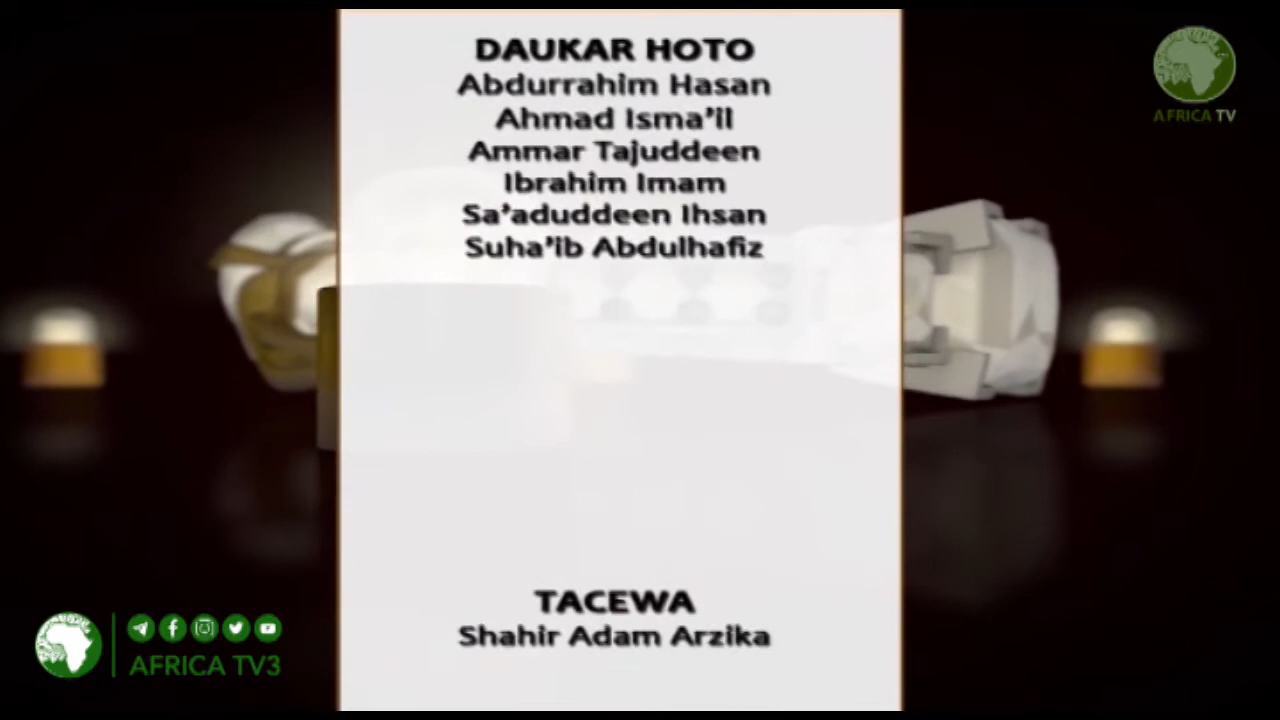 DAUKAR HOTO
Abdurrahim Hasan
Ahmad Isma'il
Ammar Tajuddeen
Ibrahim Imam
Sa'aduddeen Ihsan
Suha'ib Abdulhafiz
AFRICA TV
TACEWA
Shahir Adam Arzika
AFRICA TV3